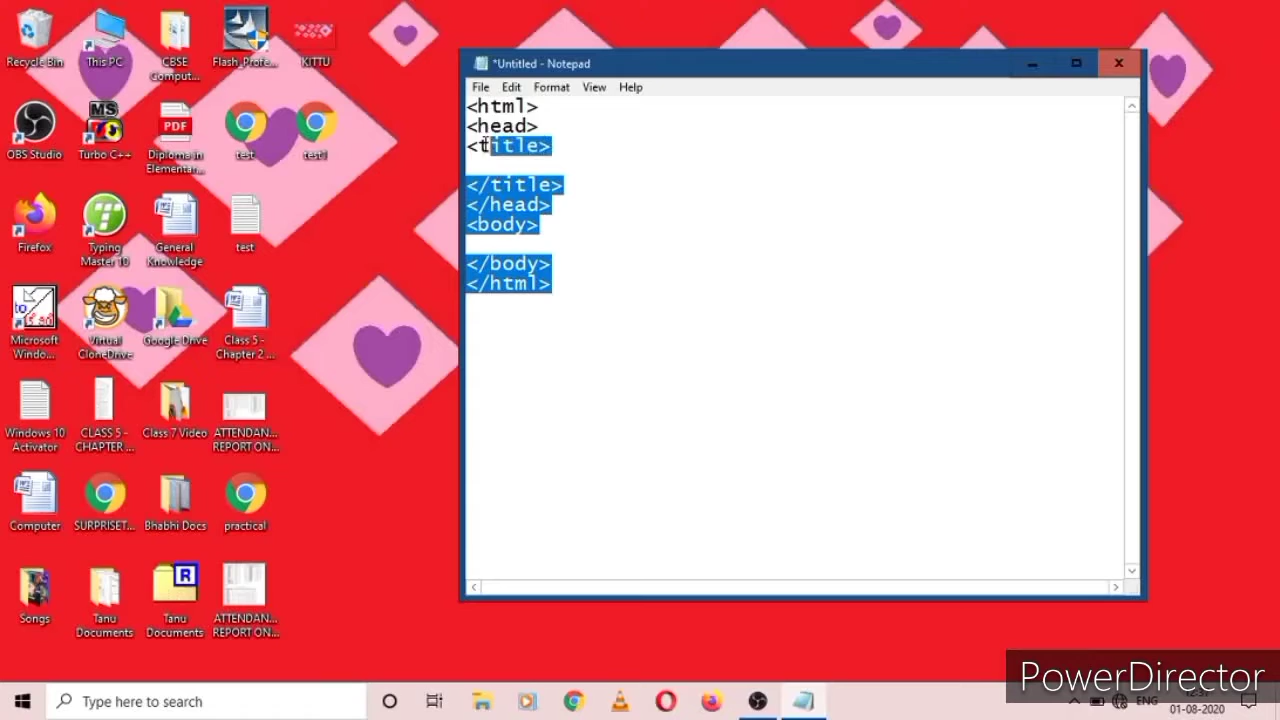 Recycle Bin
This PC
CBSE
Comput...
Flash_Profe...
KITTU
OBS Studio
MS
Turbo C++
PDF
Diploma in
Elementar...
test
test1
Firefox
Typing
Master 10
General
Knowledge
test
to
Microsoft
Windo...
Virtual
CloneDrive
Google Drive
Class 5 -
Chapter 2 ...
Windows 10
Activator
CLASS 5 -
CHAPTER ...
Class 7 Video
ATTENDAN...
REPORT ON...
Computer
SURPRISET...
Bhabhi Docs
practical
Songs
Tanu
Documents
R
Tanu
Documents
ATTENDAN...
REPORT ON...
*Untitled - Notepad
File Edit Format View Help
<html>
<head>
<title>
</title>
</head>
<body>
</body>
</html>
PowerDirector
Type here to search
ENG
01-08-2020